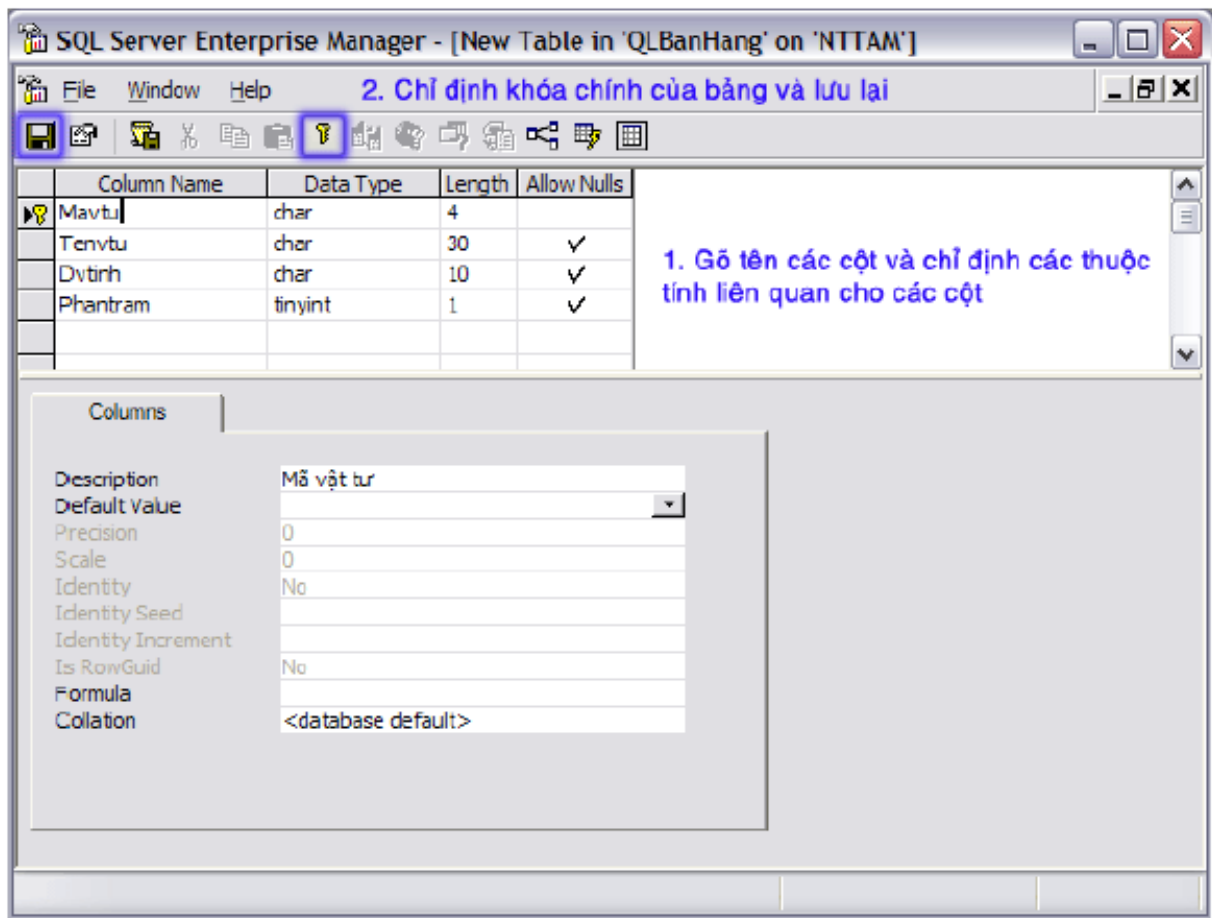 SQL Server Enterprise Manager - [New Table in 'QLBanHang' on 'NTTAM']
File Window Help
2. Chỉ định khóa chính của bảng và lưu lại
Column Name Data Type Length Allow Nulls
Mavtu char 4
Tenvtu char 30
Dvtinh char 10
Phantram tinyint 1
1. Gõ tên các cột và chỉ định các thuộc
tính liên quan cho các cột
Columns
Description Mã vật tư
Default Value
Precision 0
Scale 0
Identity No
Identity Seed
Identity Increment
Is RowGuid No
Formula
Collation <database default>